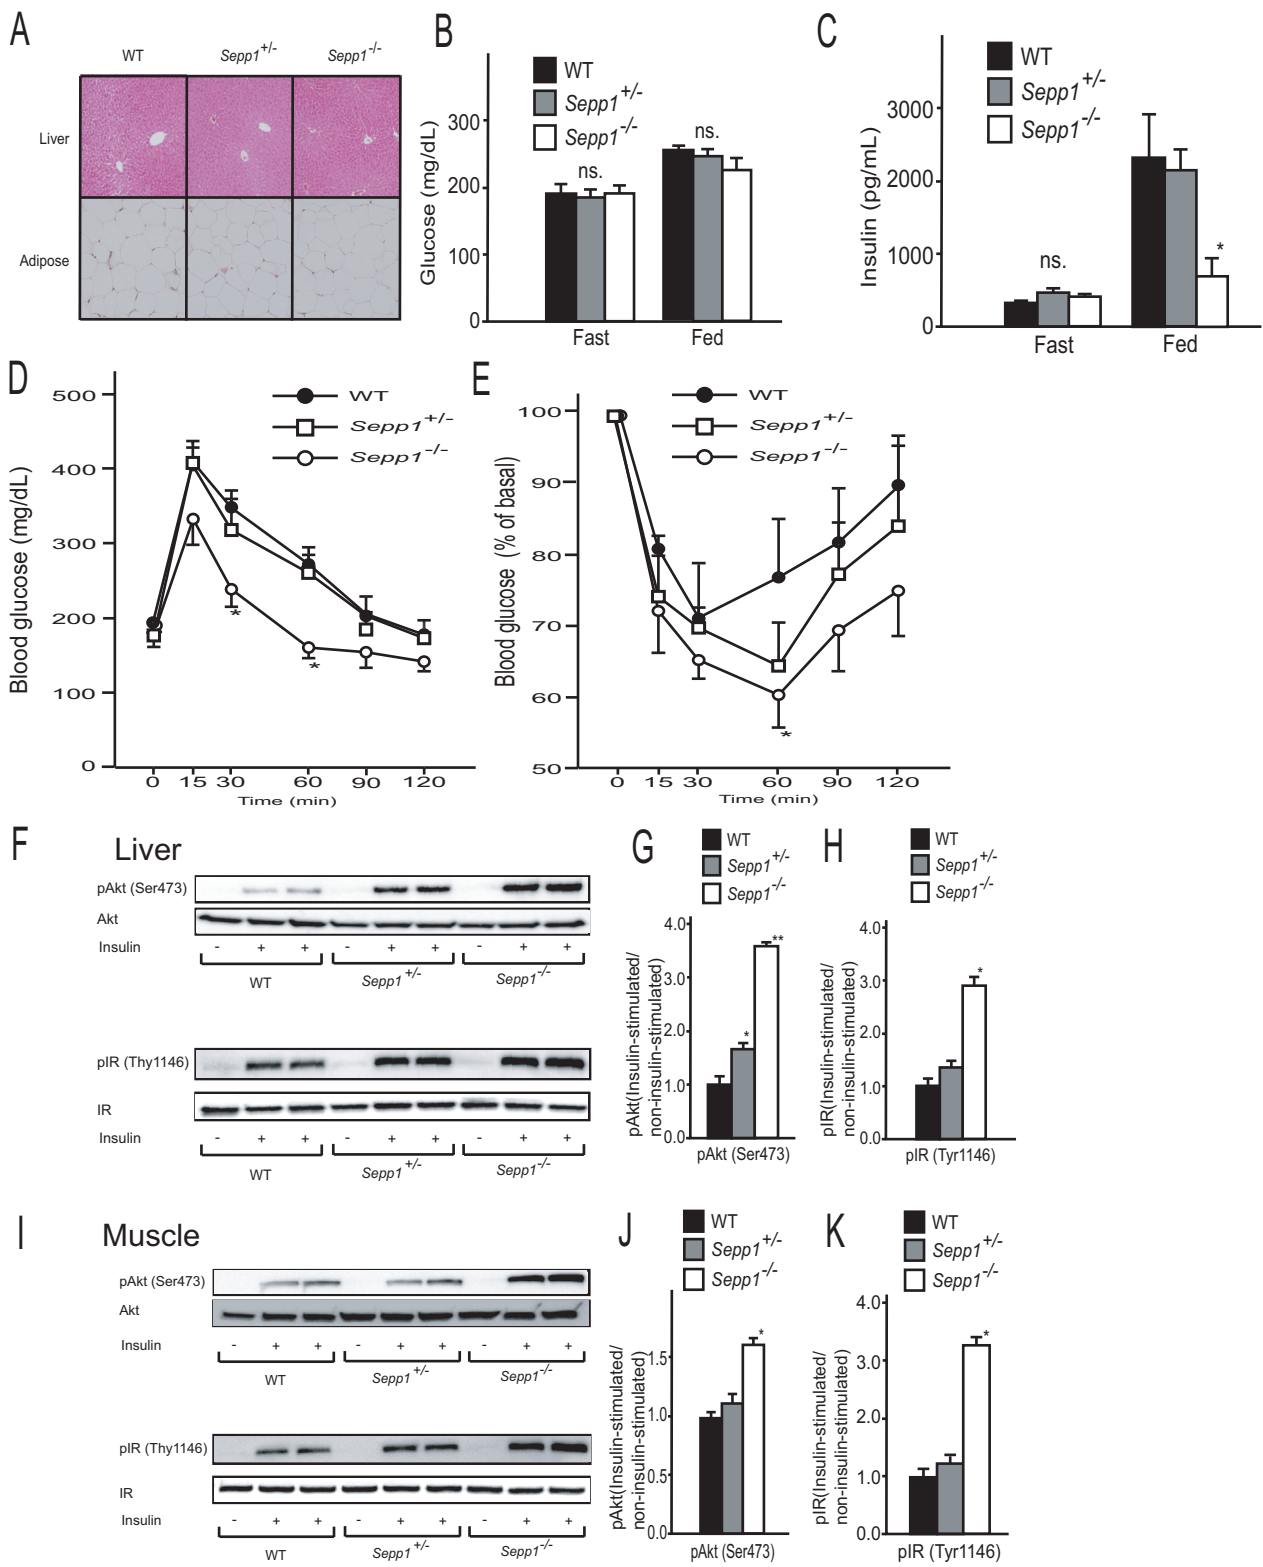 A
WT Sepp1+/- Sepp1-/-
Liver
Adipose
B
WT
Sepp1+/-
Sepp1-/-
Glucose (mg/dL)
300
200
100
0
ns.
ns.
Fast Fed
C
WT
Sepp1+/-
Sepp1-/-
Insulin (pg/mL)
3000
2000
1000
0
ns.
*
Fast Fed
D
WT
Sepp1+/-
Sepp1-/-
Blood glucose (mg/dL)
500
400
300
200
100
0
*
*
0 15 30 60 90 120
Time (min)
E
WT
Sepp1+/-
Sepp1-/-
Blood glucose (% of basal)
100
90
80
70
60
50
*
0 15 30 60 90 120
Time (min)
F
Liver
pAkt (Ser473)
Akt
Insulin - + + - + + - + +
WT Sepp1+/- Sepp1-/-
pIR (Thy1146)
IR
Insulin - + + - + + - + +
WT Sepp1+/- Sepp1-/-
G
WT
Sepp1+/-
Sepp1-/-
pAkt(Insulin-stimulated/
non-insulin-stimulated)
4.0
3.0
2.0
1.0
0.0
*
**
pAkt (Ser473)
H
WT
Sepp1+/-
Sepp1-/-
pIR(Insulin-stimulated/
non-insulin-stimulated)
4.0
3.0
2.0
1.0
0.0
*
pIR (Tyr1146)
I
Muscle
pAkt (Ser473)
Akt
Insulin - + + - + + - + +
WT Sepp1+/- Sepp1-/-
pIR (Thy1146)
IR
Insulin - + + - + + - + +
WT Sepp1+/- Sepp1-/-
J
WT
Sepp1+/-
Sepp1-/-
pAkt(Insulin-stimulated/
non-insulin-stimulated)
1.5
1.0
0.5
0.0
*
pAkt (Ser473)
K
WT
Sepp1+/-
Sepp1-/-
pIR(Insulin-stimulated/
non-insulin-stimulated)
4.0
3.0
2.0
1.0
0.0
*
pIR (Tyr1146)